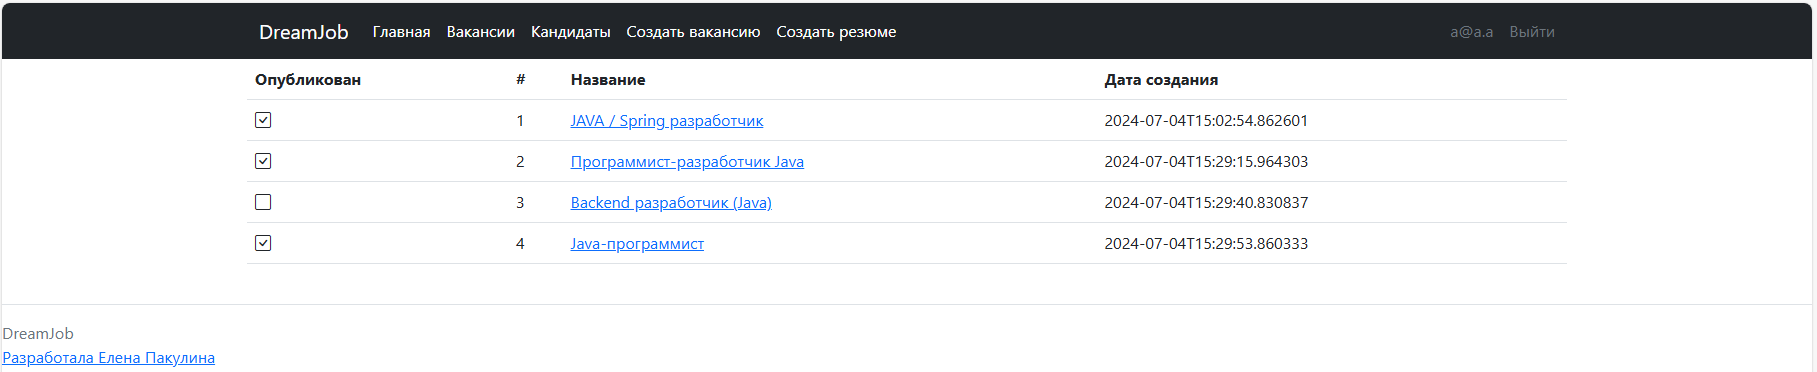 DreamJob Главная Вакансии Кандидаты Создать вакансию Создать резюме a@a.a Выйти
Опубликован # Название Дата создания
1 JAVA / Spring разработчик 2024-07-04T15:02:54.862601
2 Программист-разработчик Java 2024-07-04T15:29:15.964303
3 Backend разработчик (Java) 2024-07-04T15:29:40.830837
4 Java-программист 2024-07-04T15:29:53.860333
DreamJob
Разработала Елена Пакулина